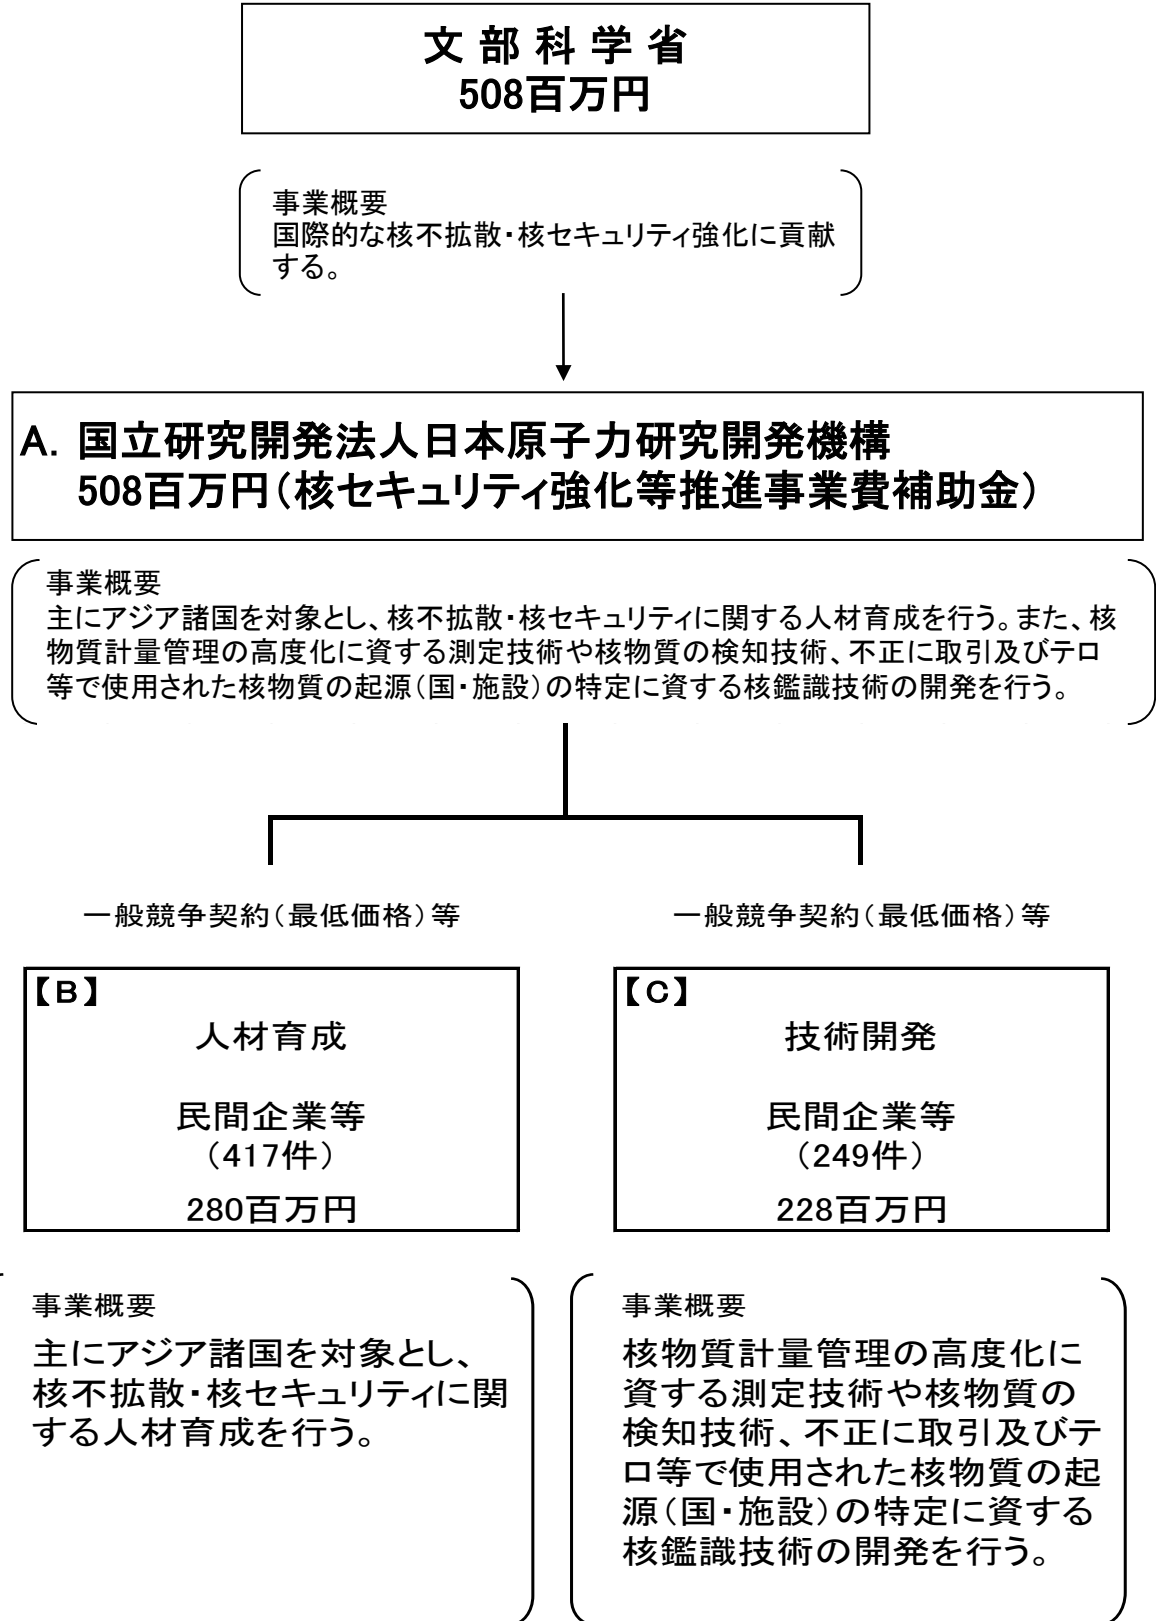 文部科学省
508百万円
事業概要
国際的な核不拡散・核セキュリティ強化に貢献
する。
A. 国立研究開発法人日本原子力研究開発機構
508百万円(核セキュリティ強化等推進事業費補助金)
事業概要
主にアジア諸国を対象とし、核不拡散・核セキュリティに関する人材育成を行う。また、核
物質計量管理の高度化に資する測定技術や核物質の検知技術、不正に取引及びテロ
等で使用された核物質の起源(国・施設)の特定に資する核鑑識技術の開発を行う。
一般競争契約(最低価格)等
【B】
人材育成
民間企業等
(417件)
280百万円
事業概要
主にアジア諸国を対象とし、
核不拡散・核セキュリティに関
する人材育成を行う。
一般競争契約(最低価格)等
【C】
技術開発
民間企業等
(249件)
228百万円
事業概要
核物質計量管理の高度化に
資する測定技術や核物質の
検知技術、不正に取引及びテ
ロ等で使用された核物質の起
源(国・施設)の特定に資する
核鑑識技術の開発を行う。